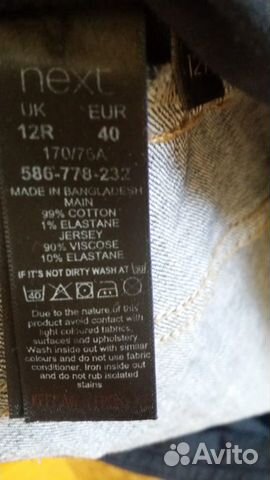 next
UK EUR
12R 40
170/76A
586-778-232
MADE IN BANGLADESH
MAIN
99% COTTON
1% ELASTANE
JERSEY
90% VISCOSE
10% ELASTANE
IF IT'S NOT DIRTY WASH AT 30
40
Due to the nature of this
product avoid contact with
light coloured fabrics,
surfaces and upholstery
Wash inside out with similar
colours and do not use fabric
conditioner. Iron inside out
and do not rub isolated
stains
Avito